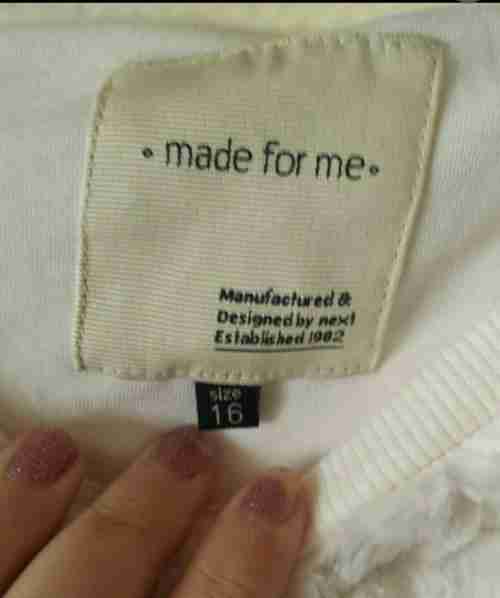 • made for me •
Manufactured &
Designed by next
Established 1982
size
16